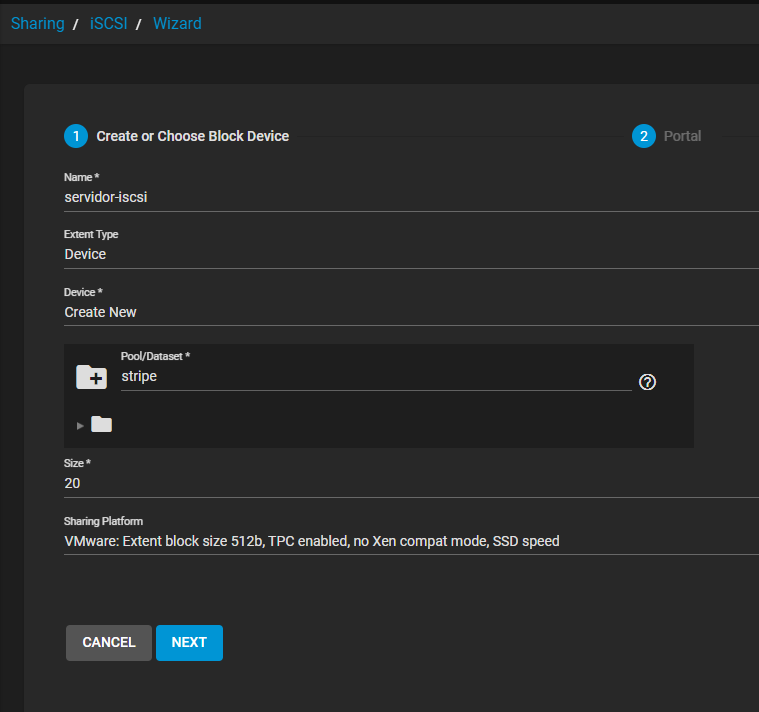 Sharing / iSCSI / Wizard
1 Create or Choose Block Device
2 Portal
Name *
servidor-iscsi
Extent Type
Device
Device *
Create New
Pool/Dataset *
stripe
Size *
20
Sharing Platform
VMware: Extent block size 512b, TPC enabled, no Xen compat mode, SSD speed
CANCEL NEXT